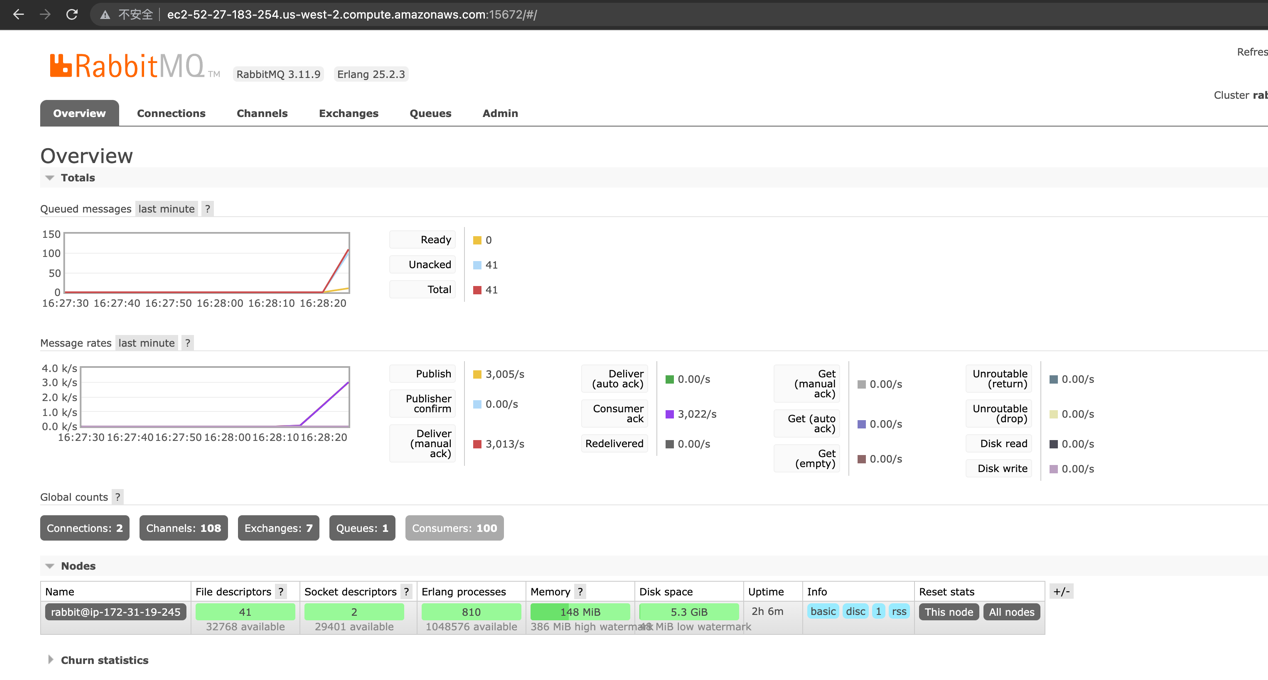 不安全 ec2-52-27-183-254.us-west-2.compute.amazonaws.com:15672/#/
RabbitMQ TM RabbitMQ 3.11.9 Erlang 25.2.3
Refres
Cluster rab
Overview Connections Channels Exchanges Queues Admin
Overview
Totals
Queued messages last minute ?
150
100
50
0
16:27:30 16:27:40 16:27:50 16:28:00 16:28:10 16:28:20
Ready 0
Unacked 41
Total 41
Message rates last minute ?
4.0 k/s
3.0 k/s
2.0 k/s
1.0 k/s
0.0 k/s
16:27:30 16:27:40 16:27:50 16:28:00 16:28:10 16:28:20
Publish 3,005/s
Publisher
confirm 0.00/s
Deliver
(manual
ack) 3,013/s
Deliver
(auto ack) 0.00/s
Consumer
ack 3,022/s
Redelivered 0.00/s
Get
(manual
ack) 0.00/s
Get (auto
ack) 0.00/s
Get
(empty) 0.00/s
Unroutable
(return) 0.00/s
Unroutable
(drop) 0.00/s
Disk read 0.00/s
Disk write 0.00/s
Global counts ?
Connections: 2 Channels: 108 Exchanges: 7 Queues: 1 Consumers: 100
Nodes
Name File descriptors ? Socket descriptors ? Erlang processes Memory ? Disk space Uptime Info Reset stats +/-
rabbit@ip-172-31-19-245 41 2 810 148 MiB 5.3 GiB 2h 6m basic disc 1 rss This node All nodes
32768 available 29401 available 1048576 available 386 MiB high watermark MiB low watermark
Churn statistics